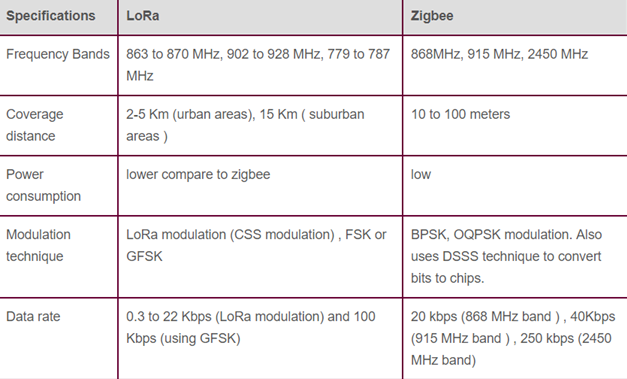 Specifications LoRa Zigbee
Frequency Bands 863 to 870 MHz, 902 to 928 MHz, 779 to 787 868MHz, 915 MHz, 2450 MHz
MHz
Coverage 2-5 Km (urban areas), 15 Km ( suburban 10 to 100 meters
distance areas )
Power lower compare to zigbee low
consumption
Modulation LoRa modulation (CSS modulation) , FSK or BPSK, OQPSK modulation. Also
technique GFSK uses DSSS technique to convert
bits to chips.
Data rate 0.3 to 22 Kbps (LoRa modulation) and 100 20 kbps (868 MHz band ) , 40Kbps
Kbps (using GFSK) (915 MHz band ) , 250 kbps (2450
MHz band)